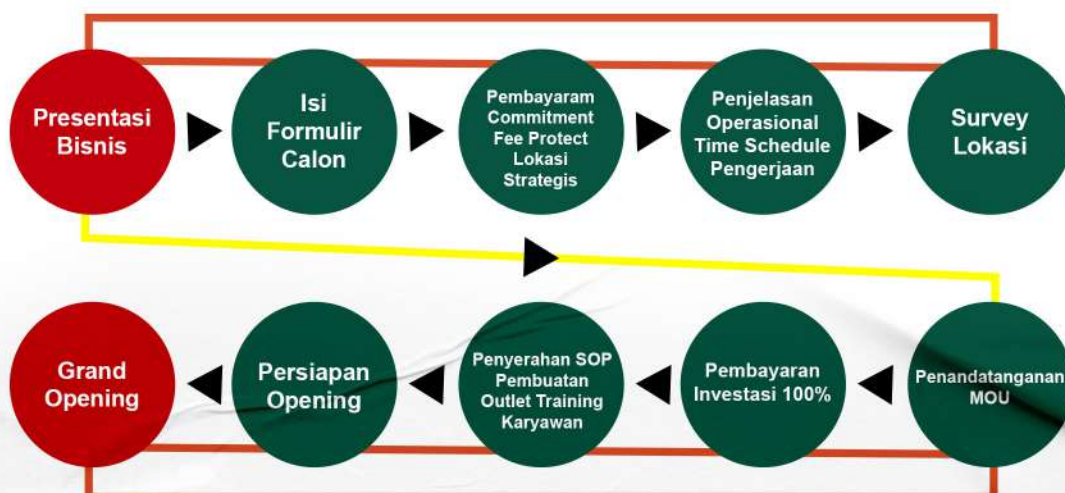 Presentasi
Bisnis
Isi
Formulir
Calon
Pembayaram
Commitment
Fee Protect
Lokasi
Strategis
Penjelasan
Operasional
Time Schedule
Pengerjaan
Survey
Lokasi
Grand
Opening
Persiapan
Opening
Penyerahan SOP
Pembuatan
Outlet Training
Karyawan
Pembayaran
Investasi 100%
Penandatanganan
MOU